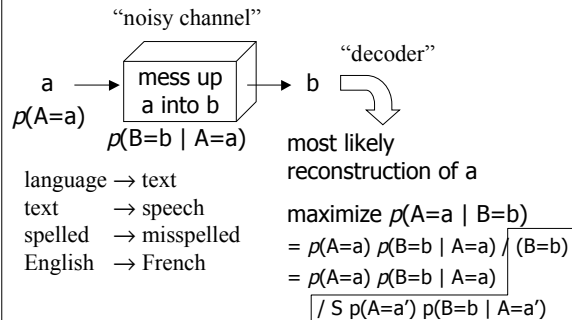 “noisy channel”
“decoder”
a
mess up
a into b
b
p(A=a)
p(B=b | A=a)
most likely
reconstruction of a
language → text
text → speech
spelled → misspelled
English → French
maximize p(A=a | B=b)
= p(A=a) p(B=b | A=a) / (B=b)
= p(A=a) p(B=b | A=a)
/ S p(A=a’) p(B=b | A=a’)